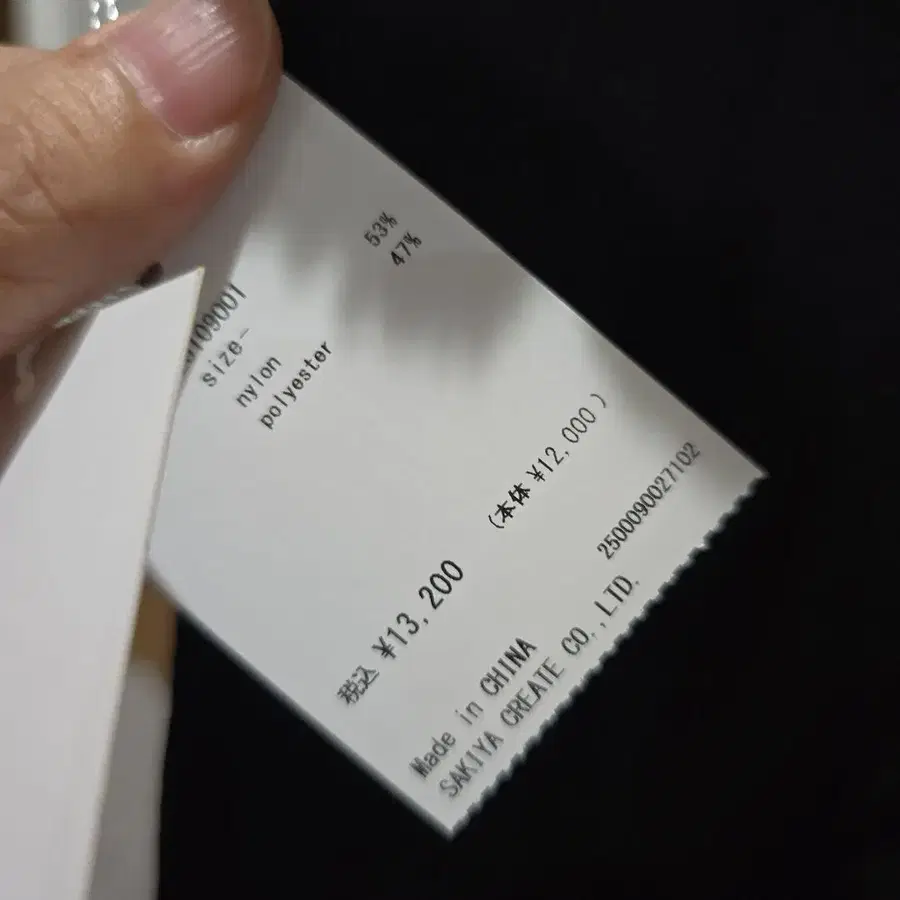 109001
size-
nylon 53%
polyester 47%
税込 ¥13,200 (本体 ¥12,000)
2500090027102
Made in CHINA
SAKIYA CREATE CO.,LTD.